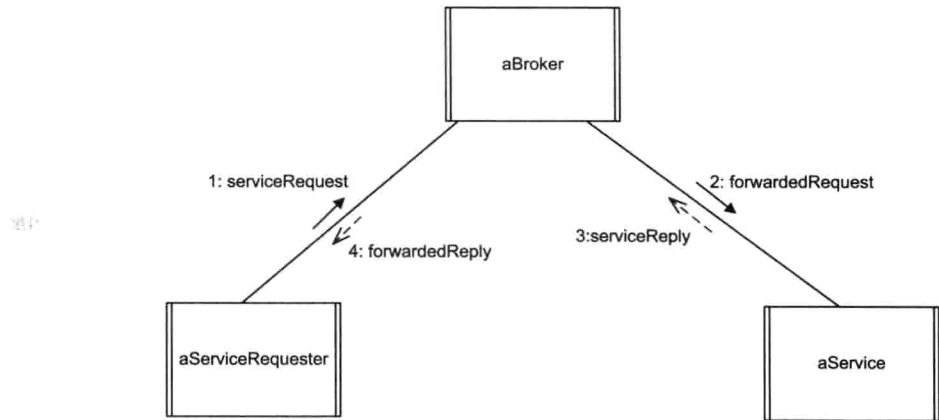 aBroker
1: serviceRequest
2: forwardedRequest
3:serviceReply
4: forwardedReply
aServiceRequester
aService